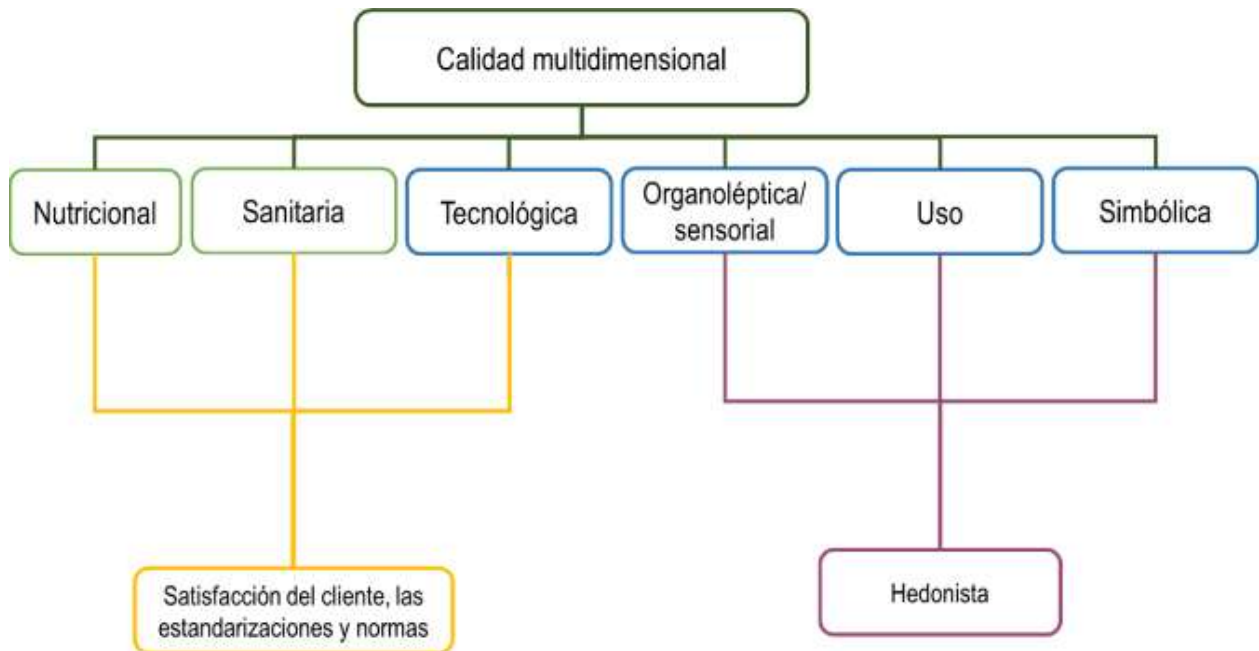 Calidad multidimensional
Nutricional
Sanitaria
Tecnológica
Organoléptica/
sensorial
Uso
Simbólica
Satisfacción del cliente, las
estandarizaciones y normas
Hedonista